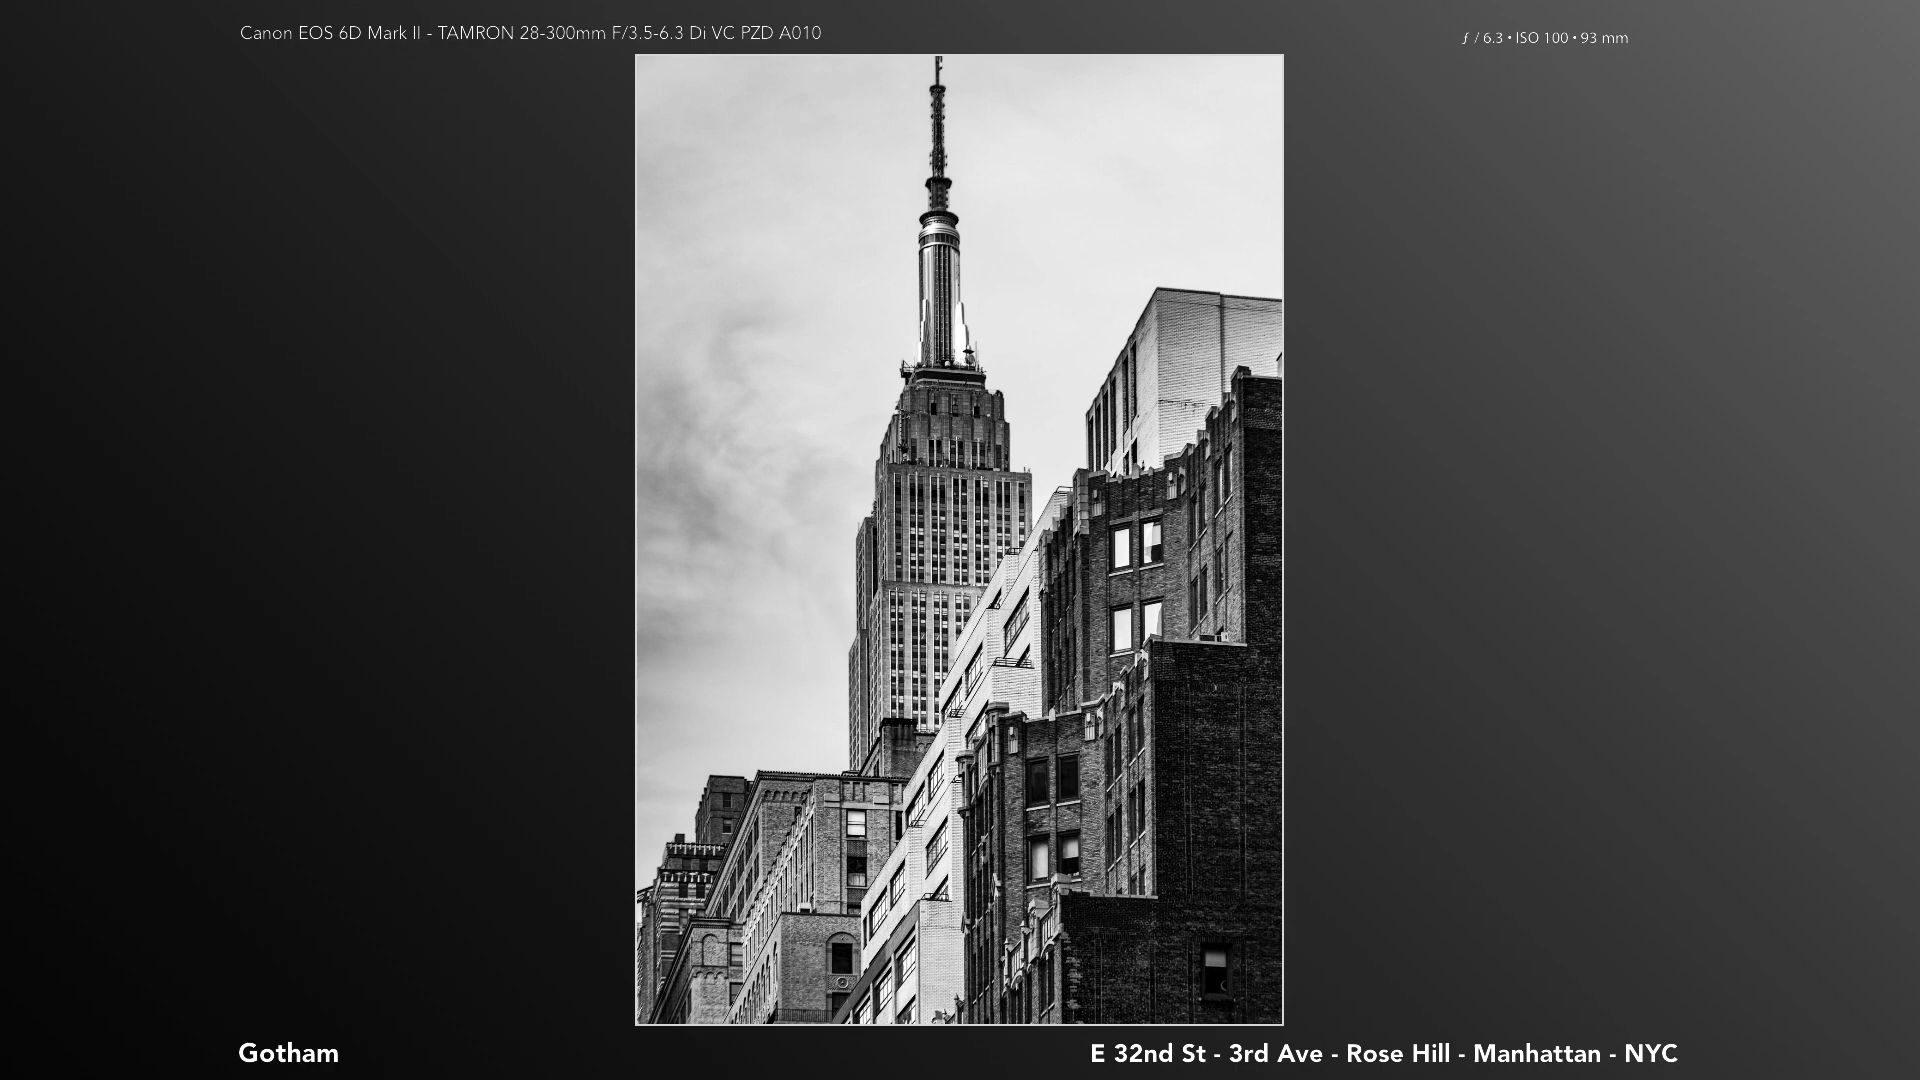 Canon EOS 6D Mark II - TAMRON 28-300mm F/3.5-6.3 Di VC PZD A010
ƒ / 6.3 • ISO 100 • 93 mm
Gotham
E 32nd St - 3rd Ave - Rose Hill - Manhattan - NYC